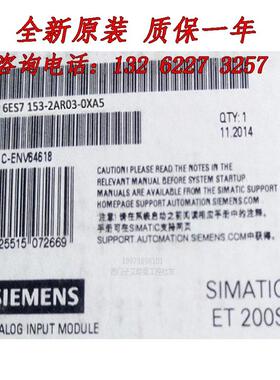 全新原装 质保一年
咨询电话：132 6227 3257
6ES7 153-2AR03-0XA5
QTY: 1
11.2014
C-ENV64618
CAUTION! PLEASE READ THE NOTES IN THE
RELEVANT MANUAL BEFORE SYSTEM STARTUP
MANUALS ARE AVAILABLE FROM THE SIMATIC SUPPORT
HOMEPAGE SUPPORT.AUTOMATION.SIEMENS.COM
注意！请在系统启动之前阅读相应手册中的注释。
手册可在SIMATIC支持网页
SUPPORT.AUTOMATION.SIEMENS.COM中获得。
25515 072669
SIEMENS
SIMATIC
ET 200S
ALOG INPUT MODULE